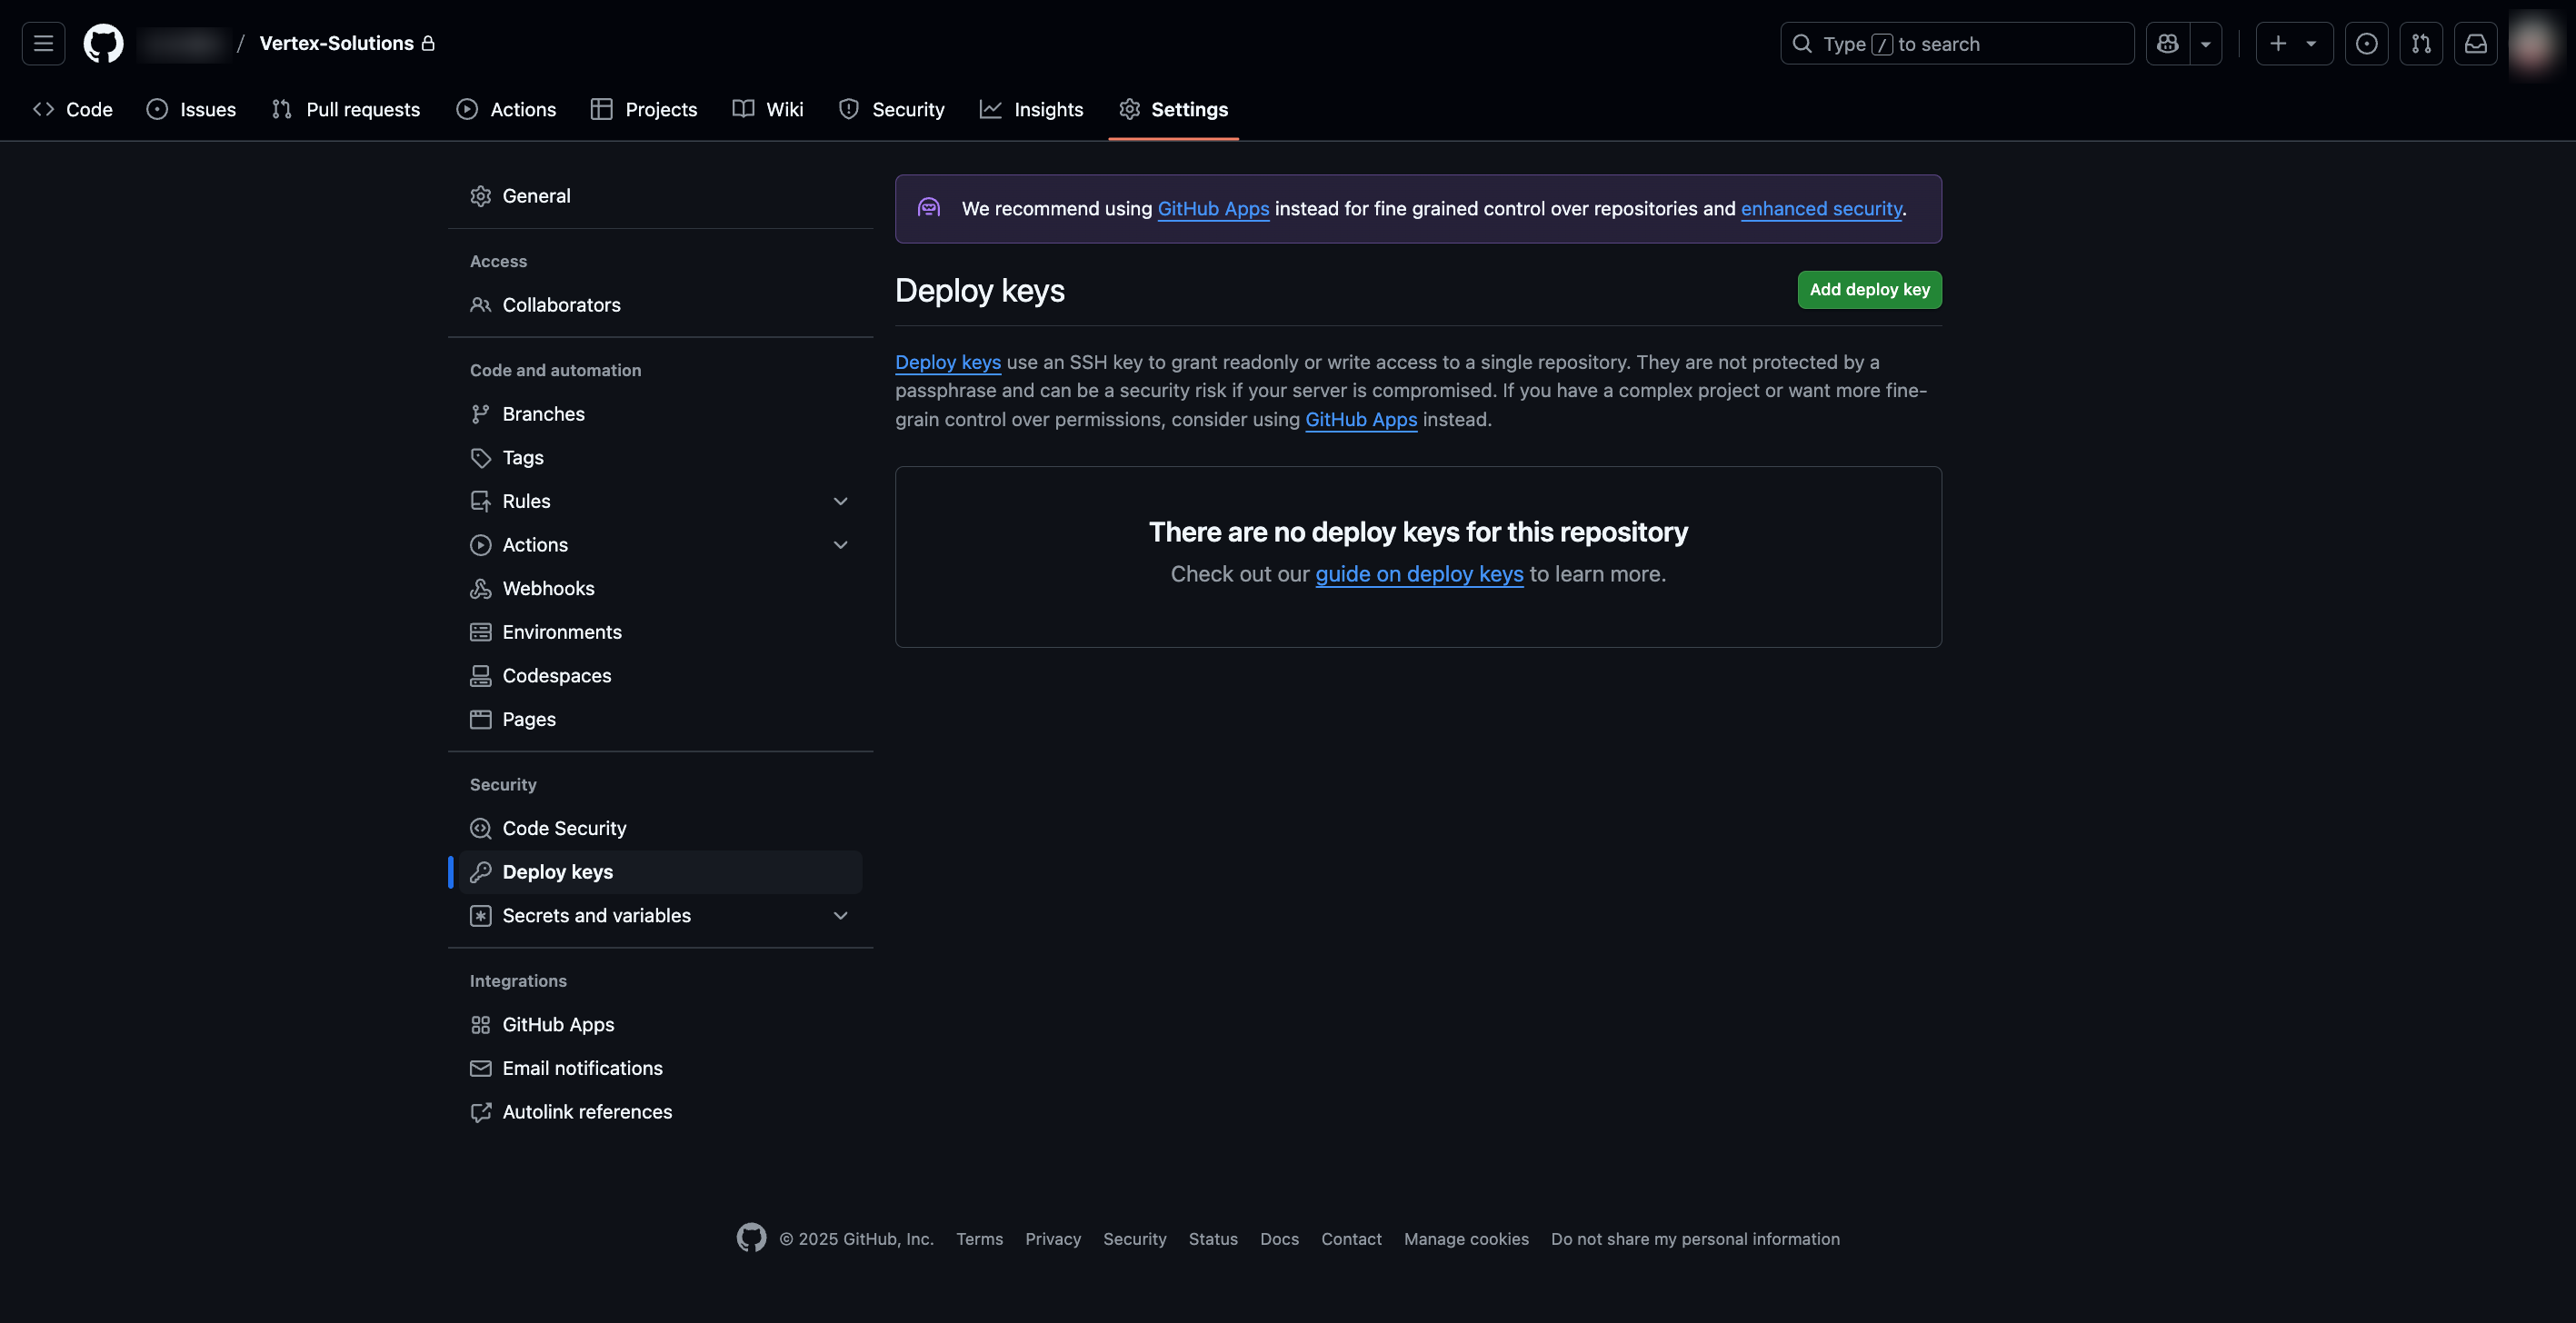 / Vertex-Solutions
Type / to search
Code
Issues
Pull requests
Actions
Projects
Wiki
Security
Insights
Settings
General
Access
Collaborators
Code and automation
Branches
Tags
Rules
Actions
Webhooks
Environments
Codespaces
Pages
Security
Code Security
Deploy keys
Secrets and variables
Integrations
GitHub Apps
Email notifications
Autolink references
We recommend using GitHub Apps instead for fine grained control over repositories and enhanced security.
Deploy keys
Add deploy key
Deploy keys use an SSH key to grant readonly or write access to a single repository. They are not protected by a
passphrase and can be a security risk if your server is compromised. If you have a complex project or want more fine-
grain control over permissions, consider using GitHub Apps instead.
There are no deploy keys for this repository
Check out our guide on deploy keys to learn more.
© 2025 GitHub, Inc.
Terms
Privacy
Security
Status
Docs
Contact
Manage cookies
Do not share my personal information